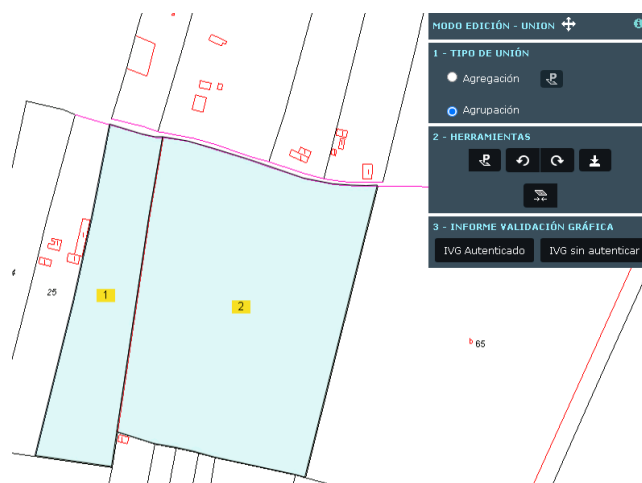 MODO EDICIÓN - UNION
1 - TIPO DE UNIÓN
Agregación
Agrupación
2 - HERRAMIENTAS
3 - INFORME VALIDACIÓN GRÁFICA
IVG Autenticado
IVG sin autenticar
a
1
2
25
b 65